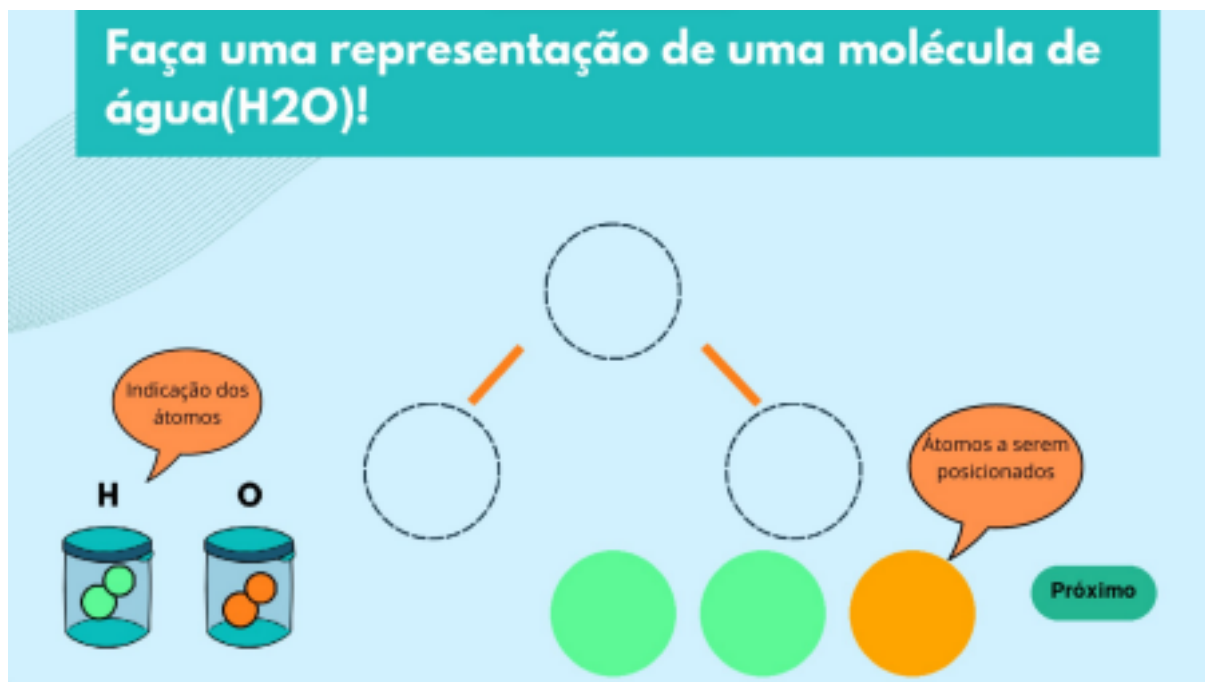 Faça uma representação de uma molécula de
água(H2O)!
Indicação dos
átomos
H
O
Átomos a serem
posicionados
Próximo